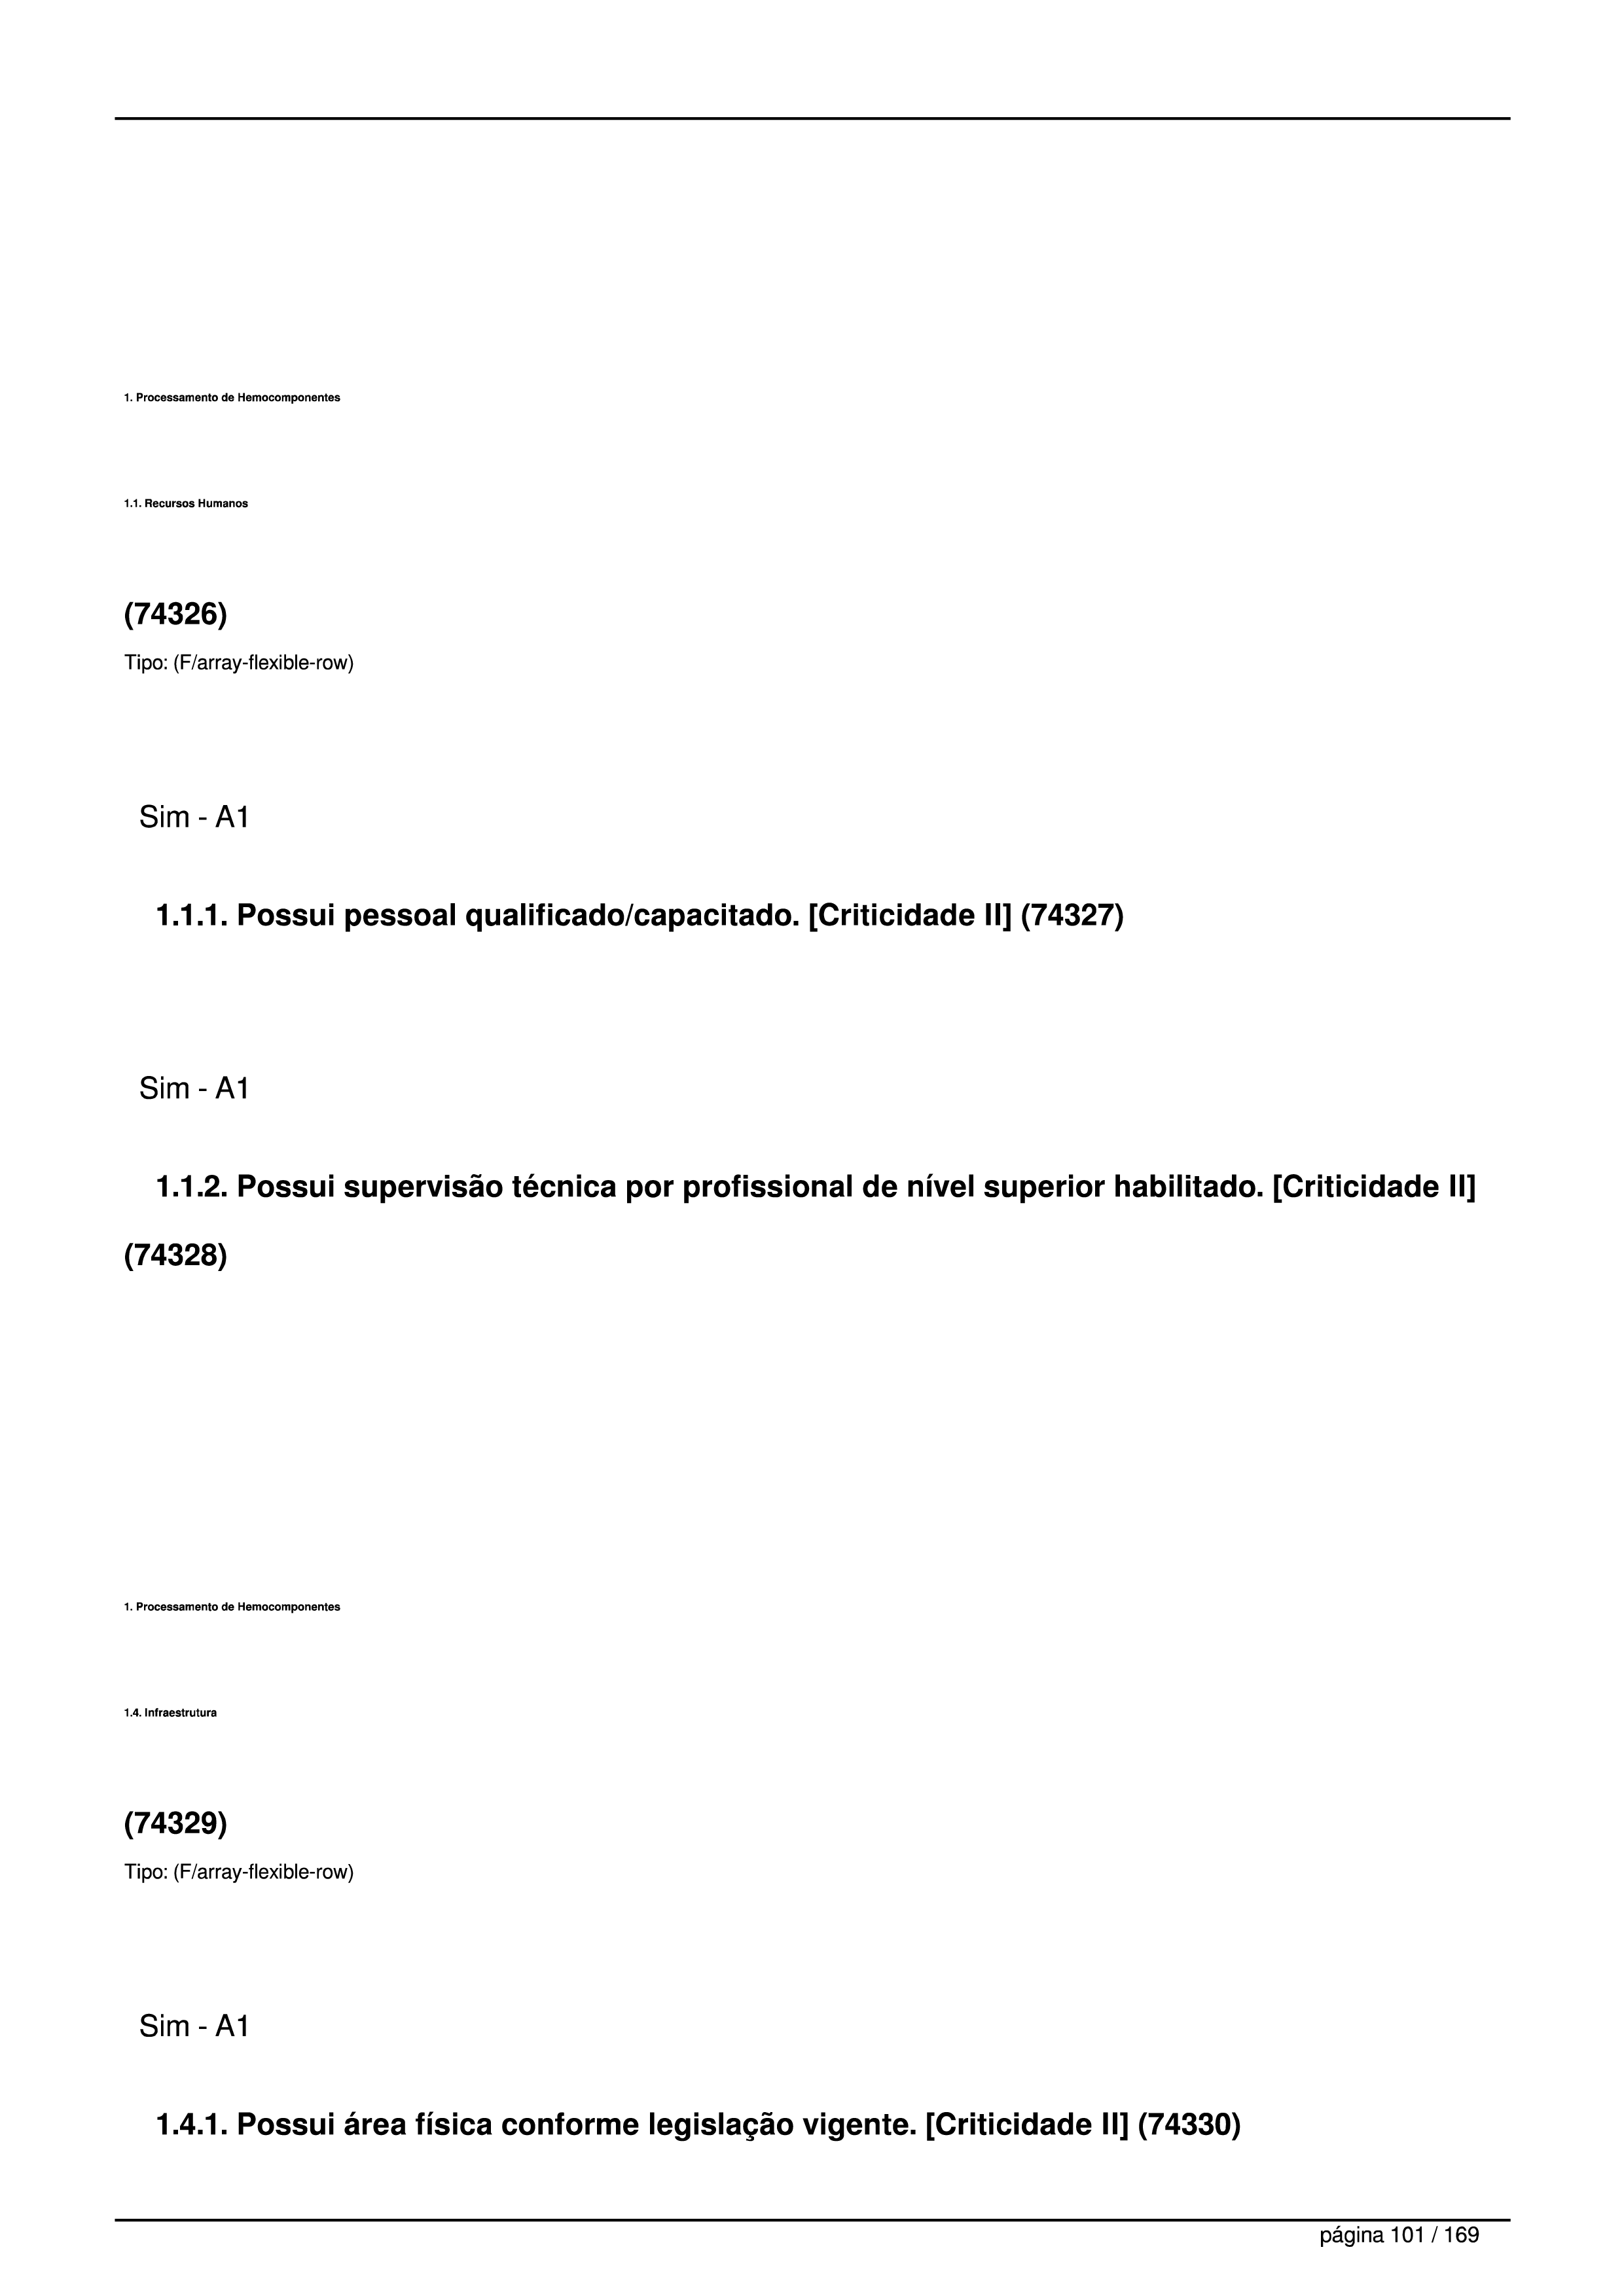 1. Processamento de Hemocomponentes
1.1. Recursos Humanos
(74326)
Tipo: (F/array-flexible-row)
Sim - A1
1.1.1. Possui pessoal qualificado/capacitado. [Criticidade II] (74327)
Sim - A1
1.1.2. Possui supervisão técnica por profissional de nível superior habilitado. [Criticidade II]
(74328)
1. Processamento de Hemocomponentes
1.4. Infraestrutura
(74329)
Tipo: (F/array-flexible-row)
Sim - A1
1.4.1. Possui área física conforme legislação vigente. [Criticidade II] (74330)
página 101 / 169